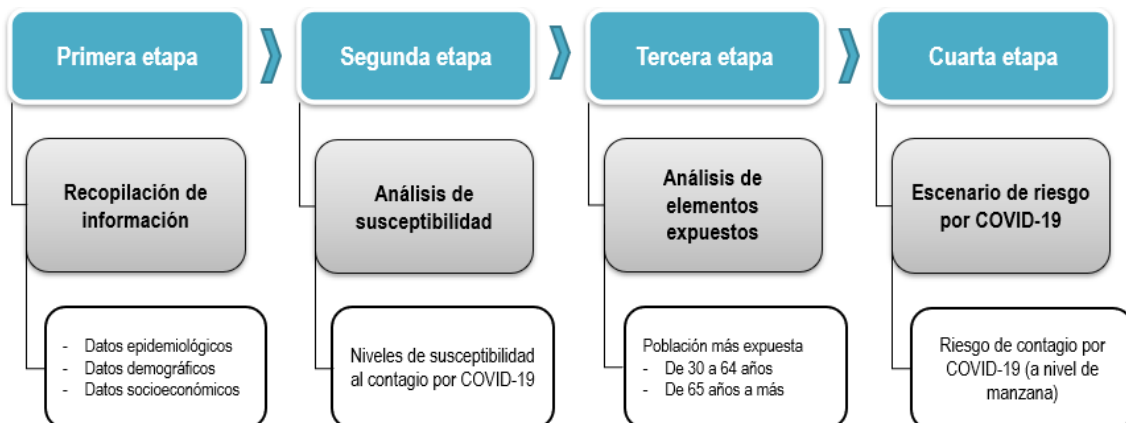 Primera etapa
Segunda etapa
Tercera etapa
Cuarta etapa
Recopilación de
información
Análisis de
susceptibilidad
Análisis de
elementos
expuestos
Escenario de riesgo
por COVID-19
- Datos epidemiológicos
- Datos demográficos
- Datos socioeconómicos
Niveles de susceptibilidad
al contagio por COVID-19
Población más expuesta
- De 30 a 64 años
- De 65 años a más
Riesgo de contagio por
COVID-19 (a nivel de
manzana)